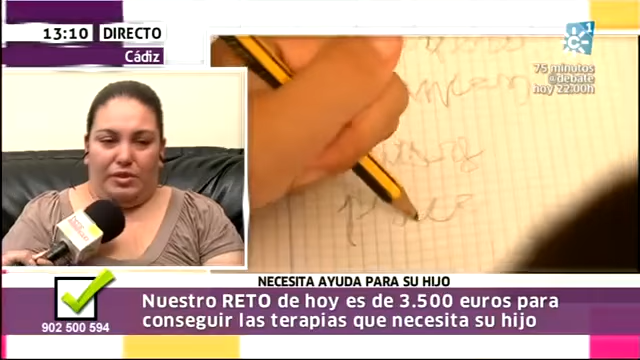 13:10 DIRECTO
Cádiz
1
75 minutos
@debate
hoy 22:00h
NECESITA AYUDA PARA SU HIJO
Nuestro RETO de hoy es de 3.500 euros para
conseguir las terapias que necesita su hijo
902 500 594